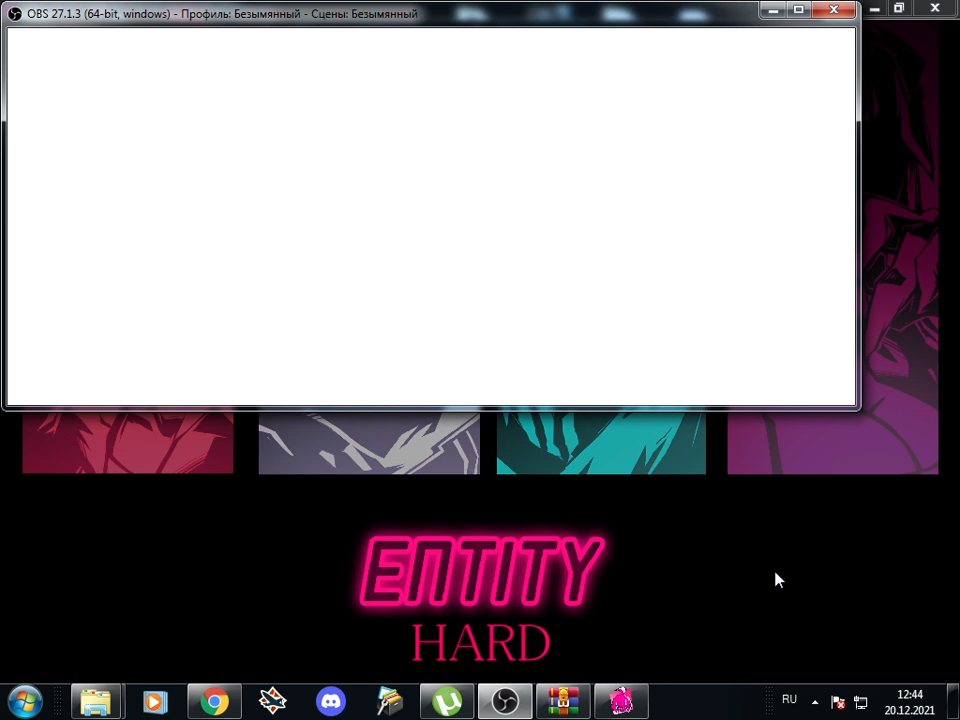 OBS 27.1.3 (64-bit, windows) - Профиль: Безымянный - Сцены: Безымянный
ENTITY
HARD
RU
12:44
20.12.2021